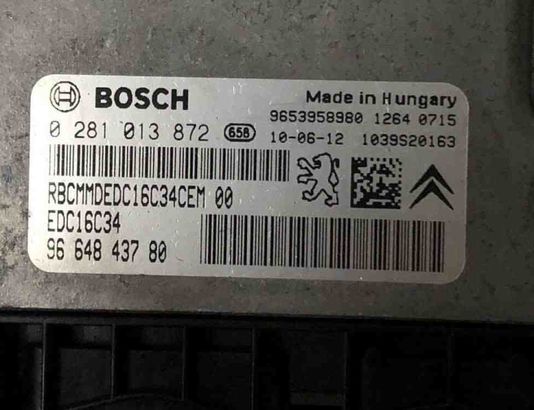 BOSCH
Made in Hungary
9653958980 1264 0715
0 281 013 872 658 10-06-12 1039S20163
RBCMMDEDC16C34CEM 00
EDC16C34
96 648 437 80